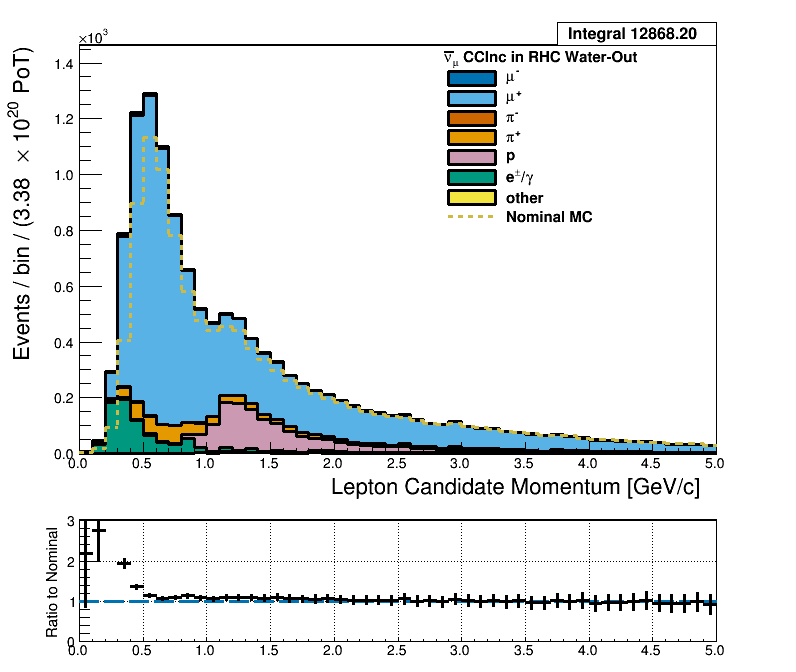 Integral 12868.20
×10³
ν̅μ CCInc in RHC Water-Out
μ⁻
μ⁺
π⁻
π⁺
p
e±/γ
other
Nominal MC
Events / bin / (3.38 × 10²⁰ PoT)
1.4
1.2
1.0
0.8
0.6
0.4
0.2
0.0
0.0 0.5 1.0 1.5 2.0 2.5 3.0 3.5 4.0 4.5 5.0
Lepton Candidate Momentum [GeV/c]
Ratio to Nominal
3
2
1
0
0.0 0.5 1.0 1.5 2.0 2.5 3.0 3.5 4.0 4.5 5.0